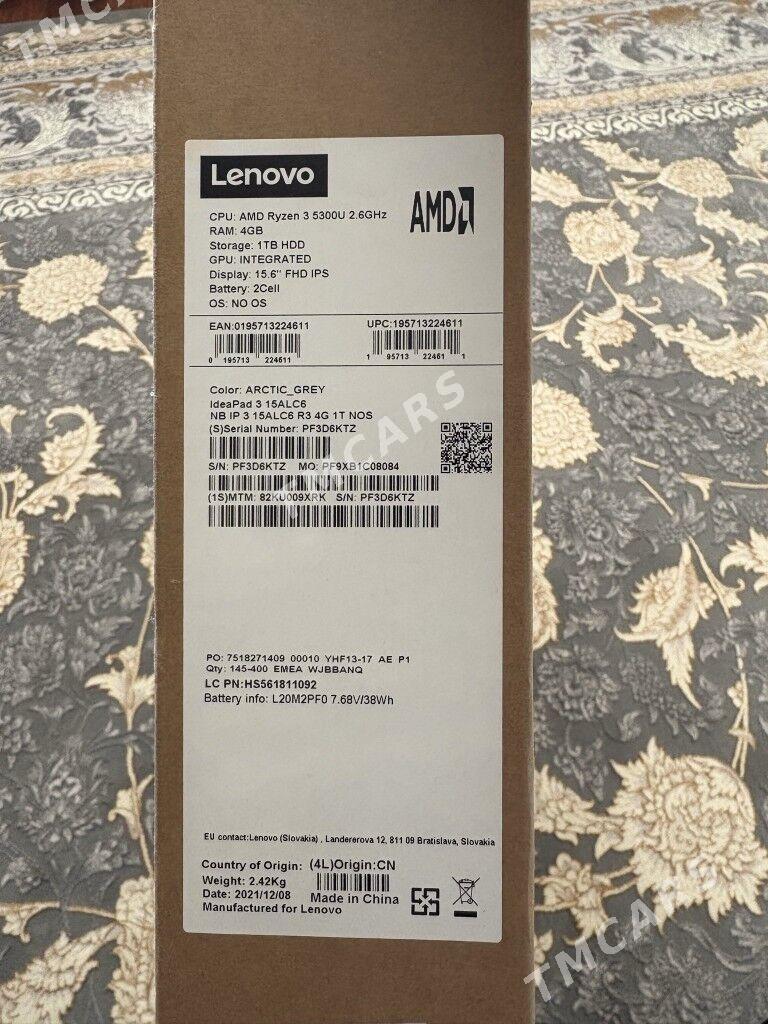 TMCARS
Lenovo
AMD
CPU: AMD Ryzen 3 5300U 2.6GHz
RAM: 4GB
Storage: 1TB HDD
GPU: INTEGRATED
Display: 15.6" FHD IPS
Battery: 2Cell
OS: NO OS
EAN:0195713224611
UPC:195713224611
0 195713 224611
1 95713 22461 1
Color: ARCTIC_GREY
IdeaPad 3 15ALC6
NB IP 3 15ALC6 R3 4G 1T NOS
(S)Serial Number: PF3D6KTZ
S/N: PF3D6KTZ MO: PF9XB1C08084
(1S)MTM: 82KU009XRK S/N: PF3D6KTZ
TMCARS
PO: 7518271409 00010 YHF13-17 AE P1
Qty: 145-400 EMEA WJBBANQ
LC PN:HS561811092
Battery info: L20M2PF0 7.68V/38Wh
EU contact:Lenovo (Slovakia) , Landererova 12, 811 09 Bratislava, Slovakia
Country of Origin: (4L)Origin:CN
Weight: 2.42Kg
Date: 2021/12/08 Made in China
Manufactured for Lenovo
TMCARS